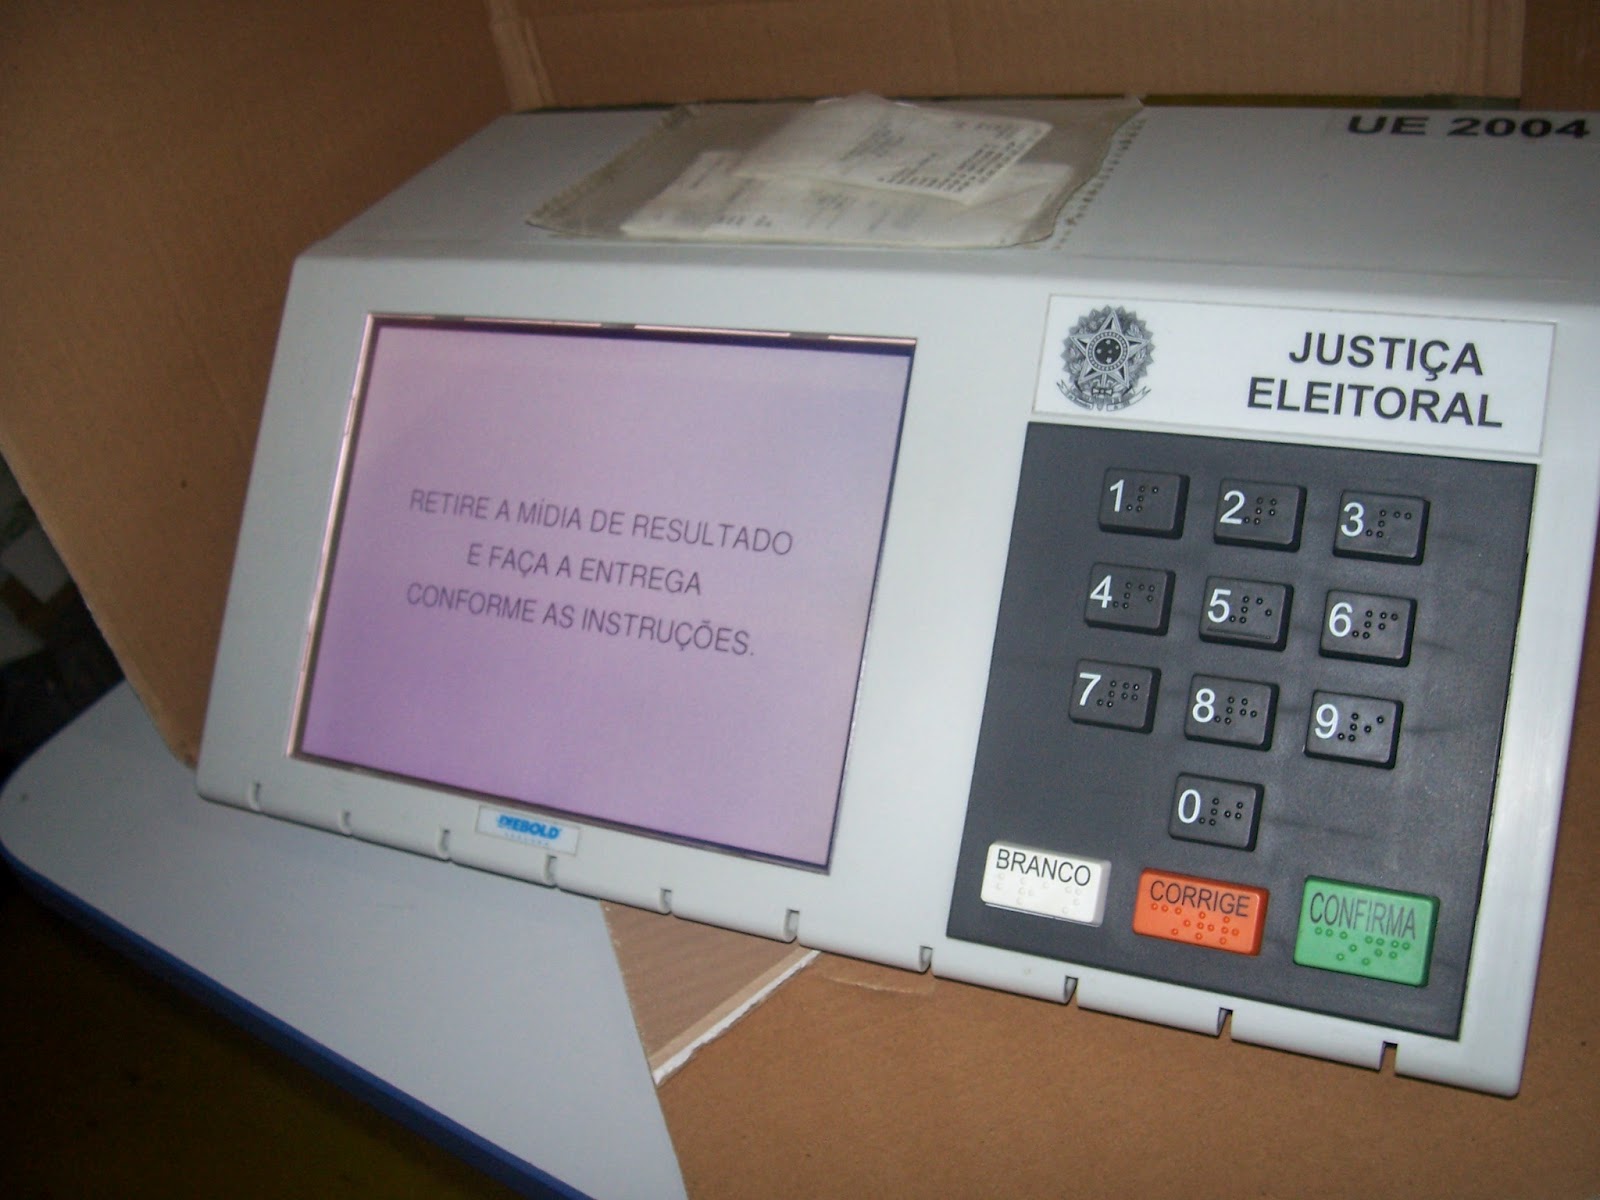 UE 2004
JUSTIÇA
ELEITORAL
RETIRE A MÍDIA DE RESULTADO
E FAÇA A ENTREGA
CONFORME AS INSTRUÇÕES.
1 2 3
4 5 6
7 8 9
0
BRANCO CORRIGE CONFIRMA
DIEBOLD